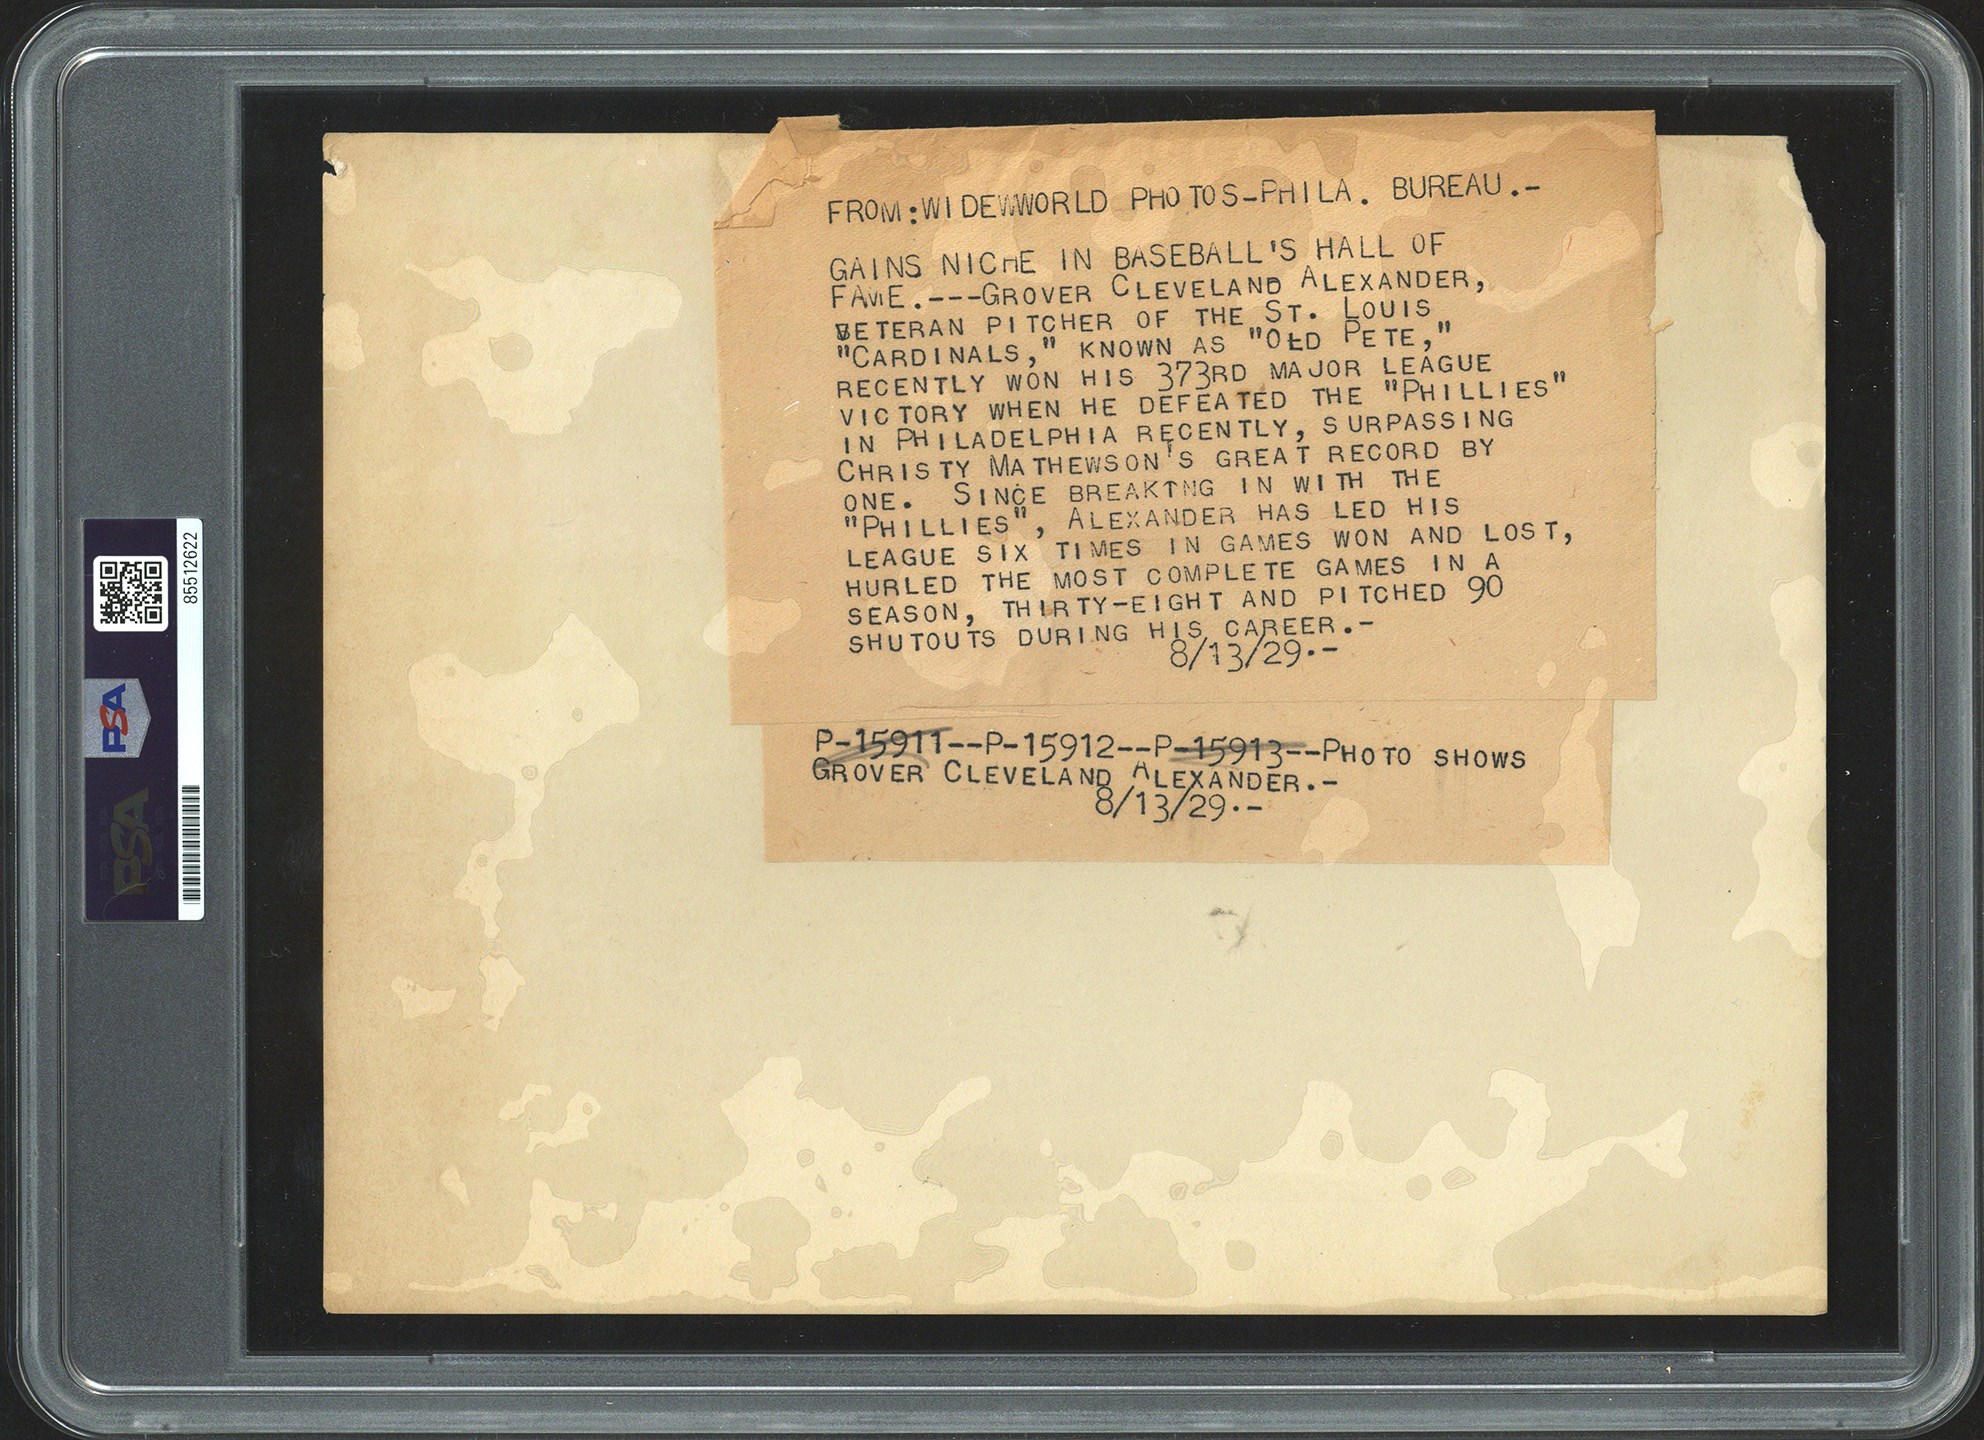 FROM:WIDEWWORLD PHOTOS-PHILA. BUREAU.-
GAINS NICHE IN BASEBALL'S HALL OF
FAME.---GROVER CLEVELAND ALEXANDER,
VETERAN PITCHER OF THE ST. LOUIS
"CARDINALS," KNOWN AS "OLD PETE,"
RECENTLY WON HIS 373RD MAJOR LEAGUE
VICTORY WHEN HE DEFEATED THE "PHILLIES"
IN PHILADELPHIA RECENTLY, SURPASSING
CHRISTY MATHEWSON'S GREAT RECORD BY
ONE. SINCE BREAKING IN WITH THE
"PHILLIES", ALEXANDER HAS LED HIS
LEAGUE SIX TIMES IN GAMES WON AND LOST,
HURLED THE MOST COMPLETE GAMES IN A
SEASON, THIRTY-EIGHT AND PITCHED 90
SHUTOUTS DURING HIS CAREER.-
8/13/29.-
P-15911--P-15912--P-15913--PHOTO SHOWS
GROVER CLEVELAND ALEXANDER.-
8/13/29.-
85512622
PSA
PSA